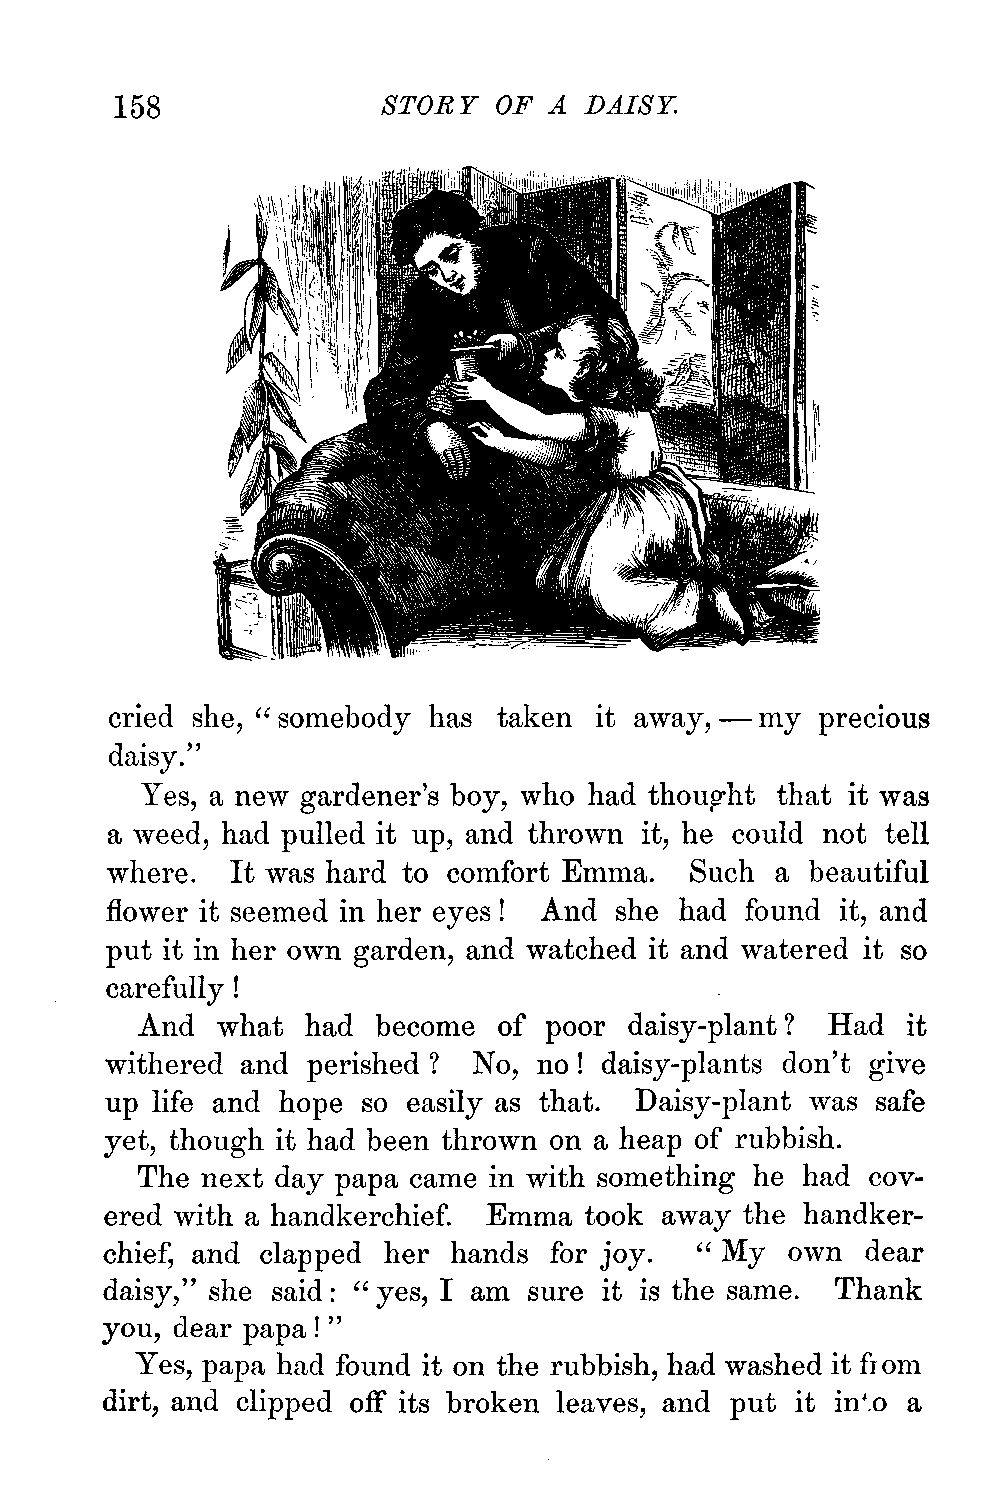 158 STORY OF A DAISY.
cried she, “somebody has taken it away,—my precious
daisy.”
Yes, a new gardener’s boy, who had thought that it was
a weed, had pulled it up, and thrown it, he could not tell
where. It was hard to comfort Emma. Such a beautiful
flower it seemed in her eyes! And she had found it, and
put it in her own garden, and watched it and watered it so
carefully!
And what had become of poor daisy-plant? Had it
withered and perished? No, no! daisy-plants don’t give
up life and hope so easily as that. Daisy-plant was safe
yet, though it had been thrown on a heap of rubbish.
The next day papa came in with something he had cov-
ered with a handkerchief. Emma took away the handker-
chief, and clapped her hands for joy. “My own dear
daisy,” she said: “yes, I am sure it is the same. Thank
you, dear papa!”
Yes, papa had found it on the rubbish, had washed it from
dirt, and clipped off its broken leaves, and put it into a